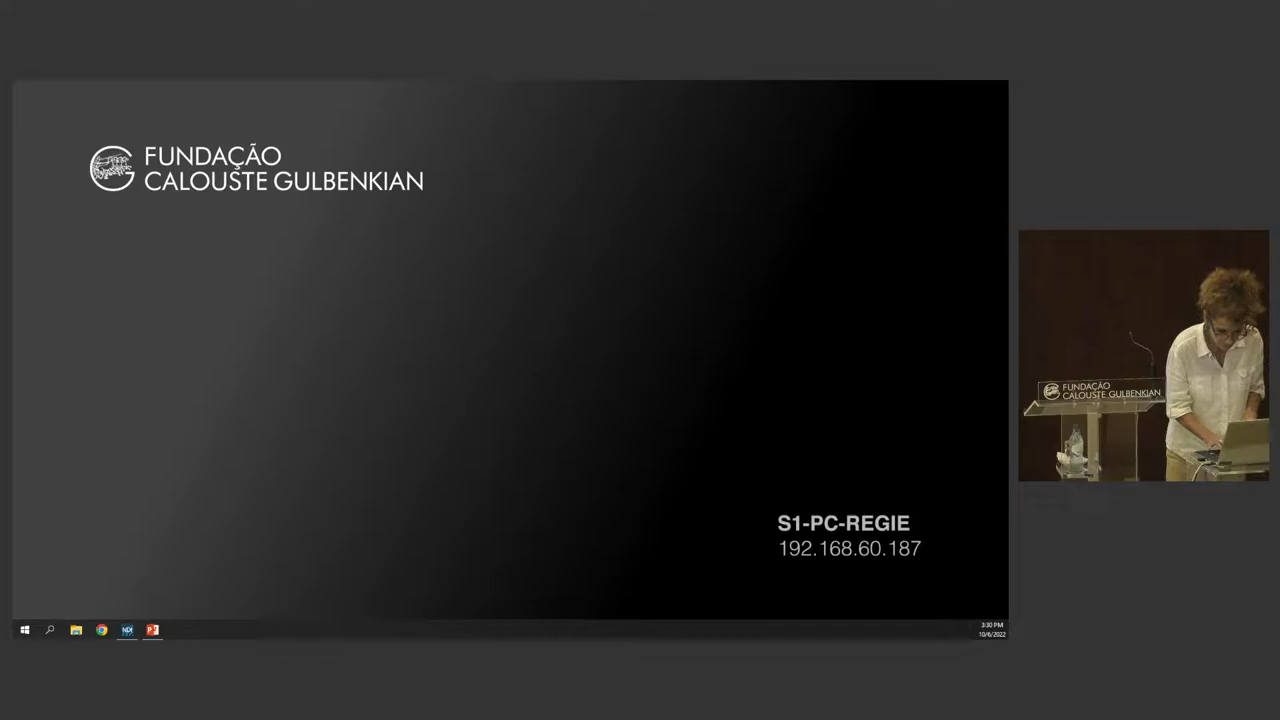 FUNDAÇÃO
CALOUSTE GULBENKIAN
S1-PC-REGIE
192.168.60.187
3:30 PM
10/6/2022
FUNDAÇÃO
CALOUSTE GULBENKIAN